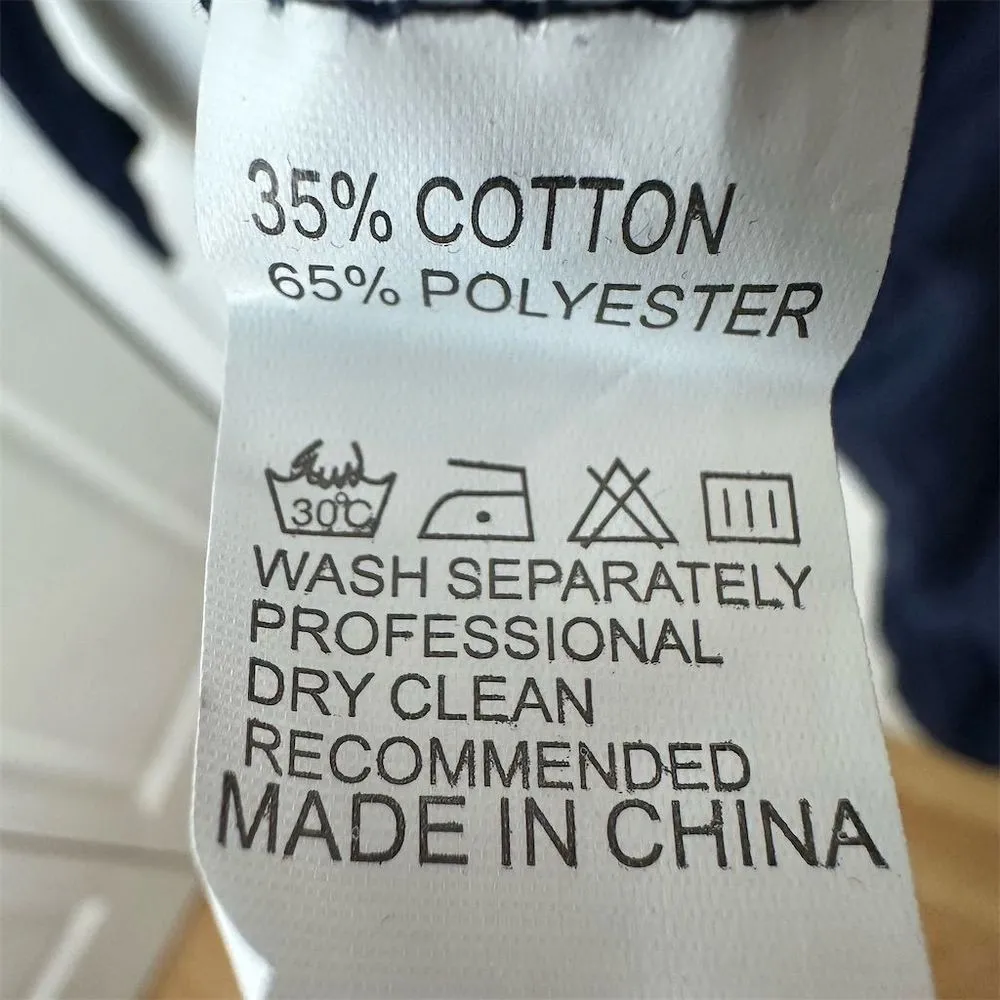 35% COTTON
65% POLYESTER
30℃
WASH SEPARATELY
PROFESSIONAL
DRY CLEAN
RECOMMENDED
MADE IN CHINA